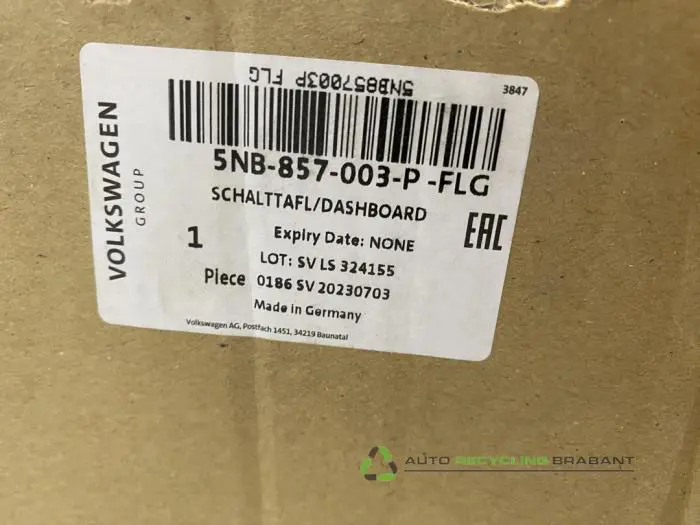 5NB857003P FLG
3847
VOLKSWAGEN
GROUP
5NB-857-003-P -FLG
SCHALTTAFL/DASHBOARD
Expiry Date: NONE
EAC
1
LOT: SV LS 324155
Piece 0186 SV 20230703
Made in Germany
Volkswagen AG, Postfach 1451, 34219 Baunatal
AUTO RECYCLING BRABANT